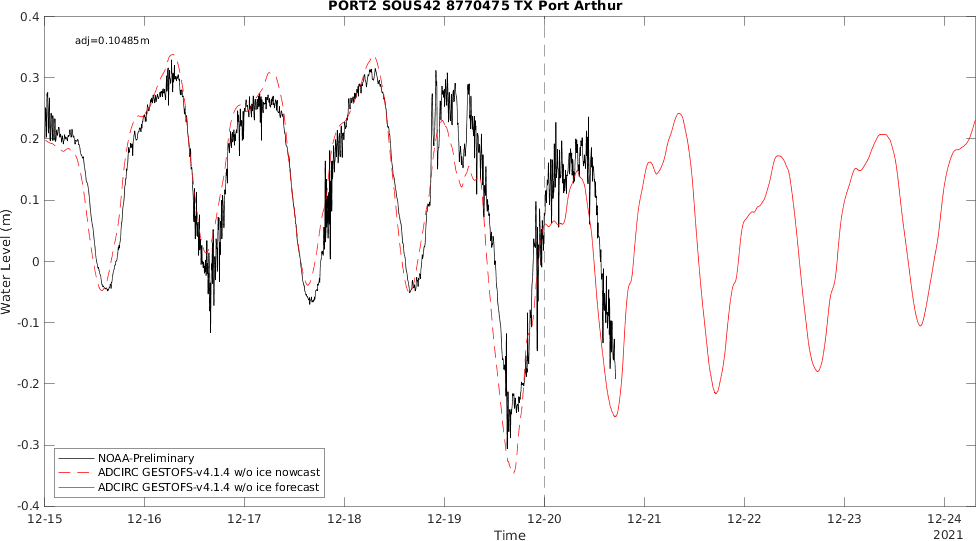 PORT2 SOUS42 8770475 TX Port Arthur
adj=0.10485m
0.4
0.3
0.2
0.1
0
-0.1
-0.2
-0.3
-0.4
Water Level (m)
NOAA-Preliminary
ADCIRC GESTOFS-v4.1.4 w/o ice nowcast
ADCIRC GESTOFS-v4.1.4 w/o ice forecast
12-15 12-16 12-17 12-18 12-19 12-20 12-21 12-22 12-23 12-24
2021
Time